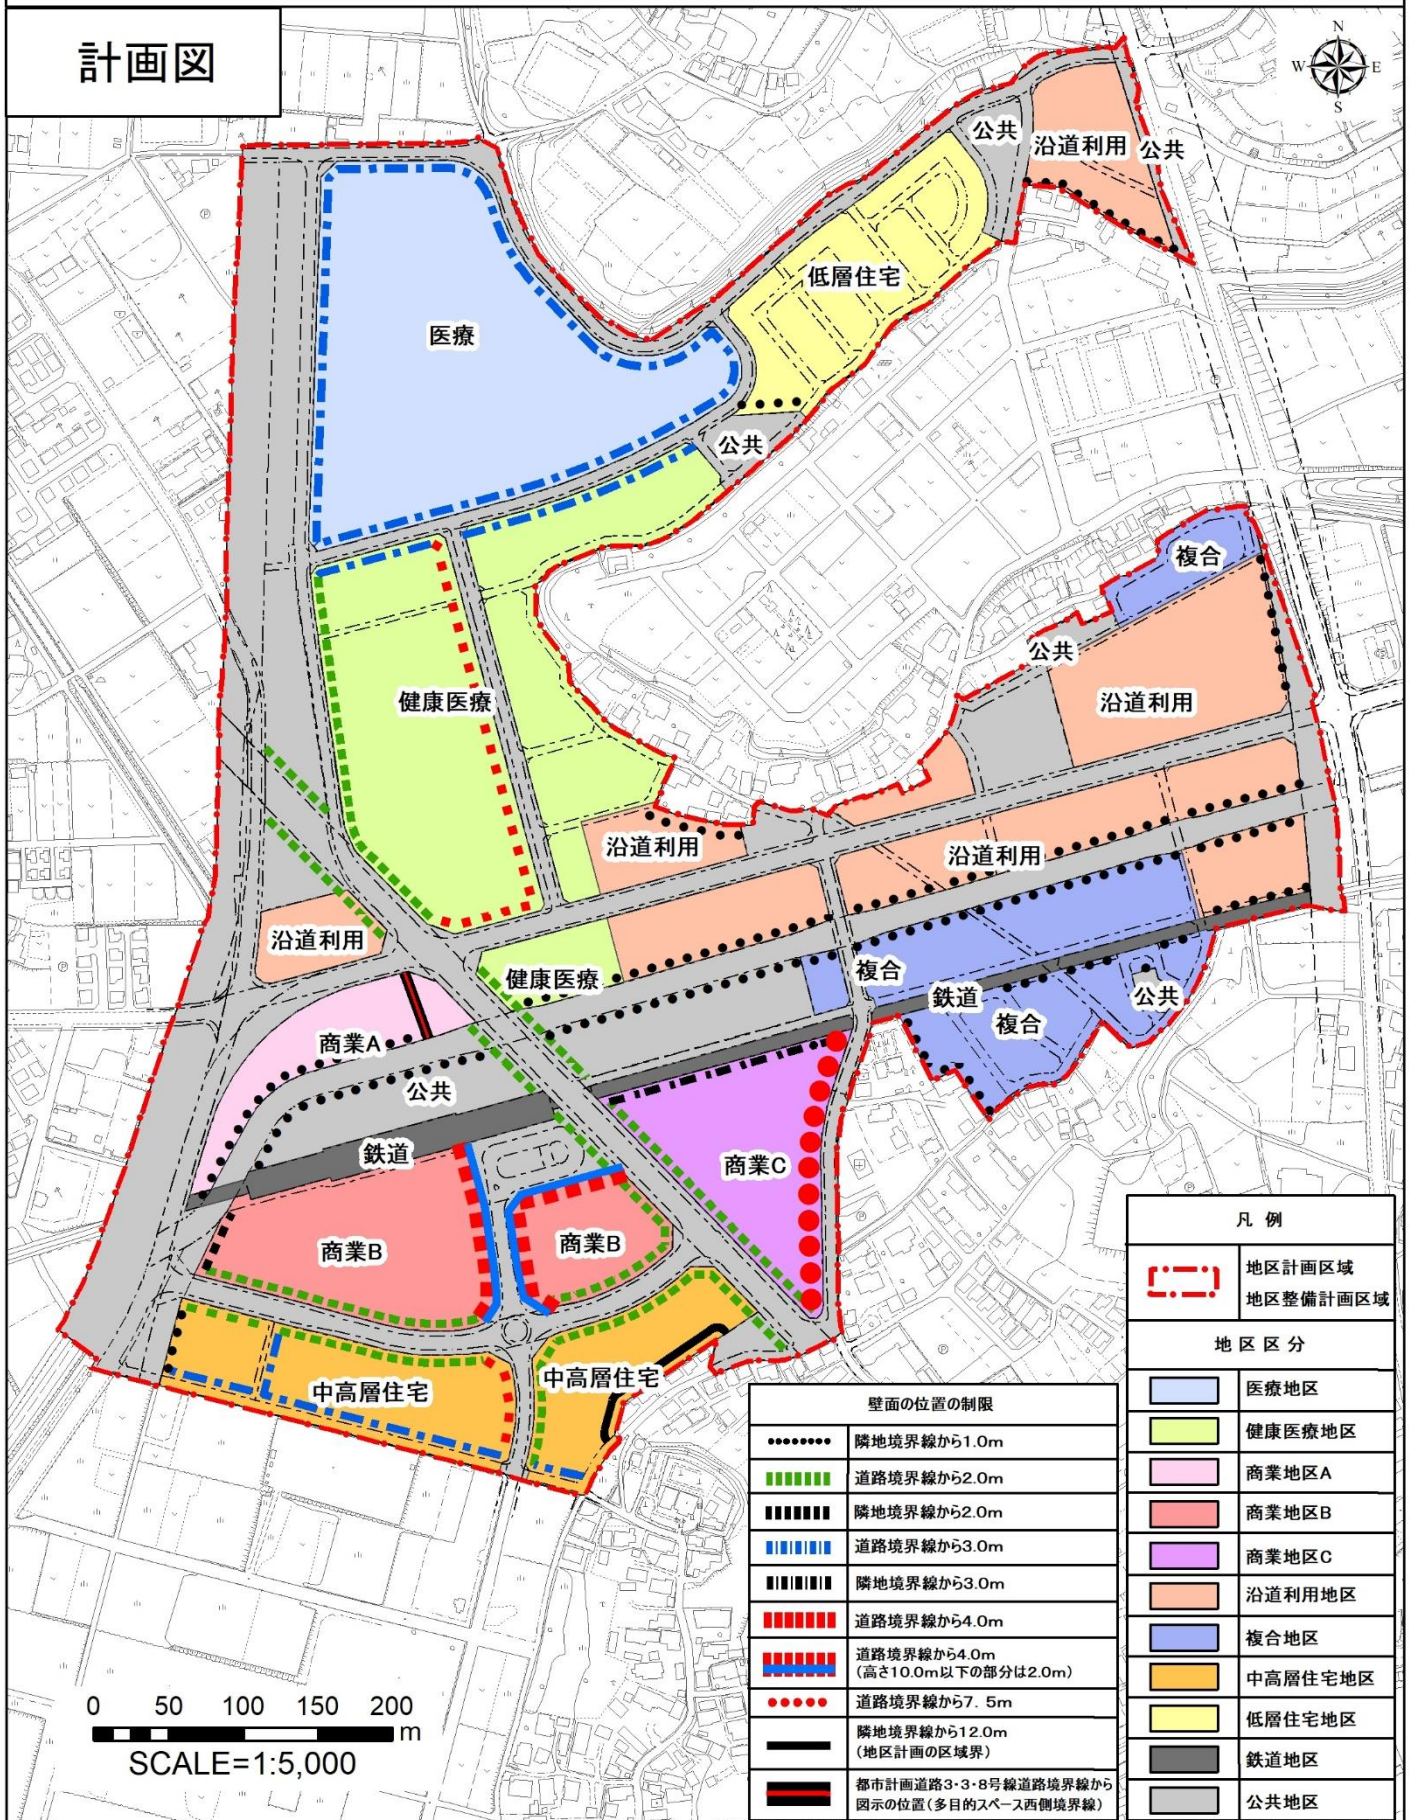 計画図
N
W
E
S
公共
沿道利用
公共
低層住宅
医療
公共
複合
公共
沿道利用
健康医療
沿道利用
沿道利用
沿道利用
健康医療
複合
鉄道
公共
複合
商業A
公共
鉄道
商業C
商業B
商業B
中高層住宅
中高層住宅
0 50 100 150 200
m
SCALE=1:5,000
壁面の位置の制限
隣地境界線から1.0m
道路境界線から2.0m
隣地境界線から2.0m
道路境界線から3.0m
隣地境界線から3.0m
道路境界線から4.0m
道路境界線から4.0m
(高さ10.0m以下の部分は2.0m)
道路境界線から7.5m
隣地境界線から12.0m
(地区計画の区域界)
都市計画道路3・3・8号線道路境界線から
図示の位置(多目的スペース西側境界線)
凡 例
地区計画区域
地区整備計画区域
地区区分
医療地区
健康医療地区
商業地区A
商業地区B
商業地区C
沿道利用地区
複合地区
中高層住宅地区
低層住宅地区
鉄道地区
公共地区